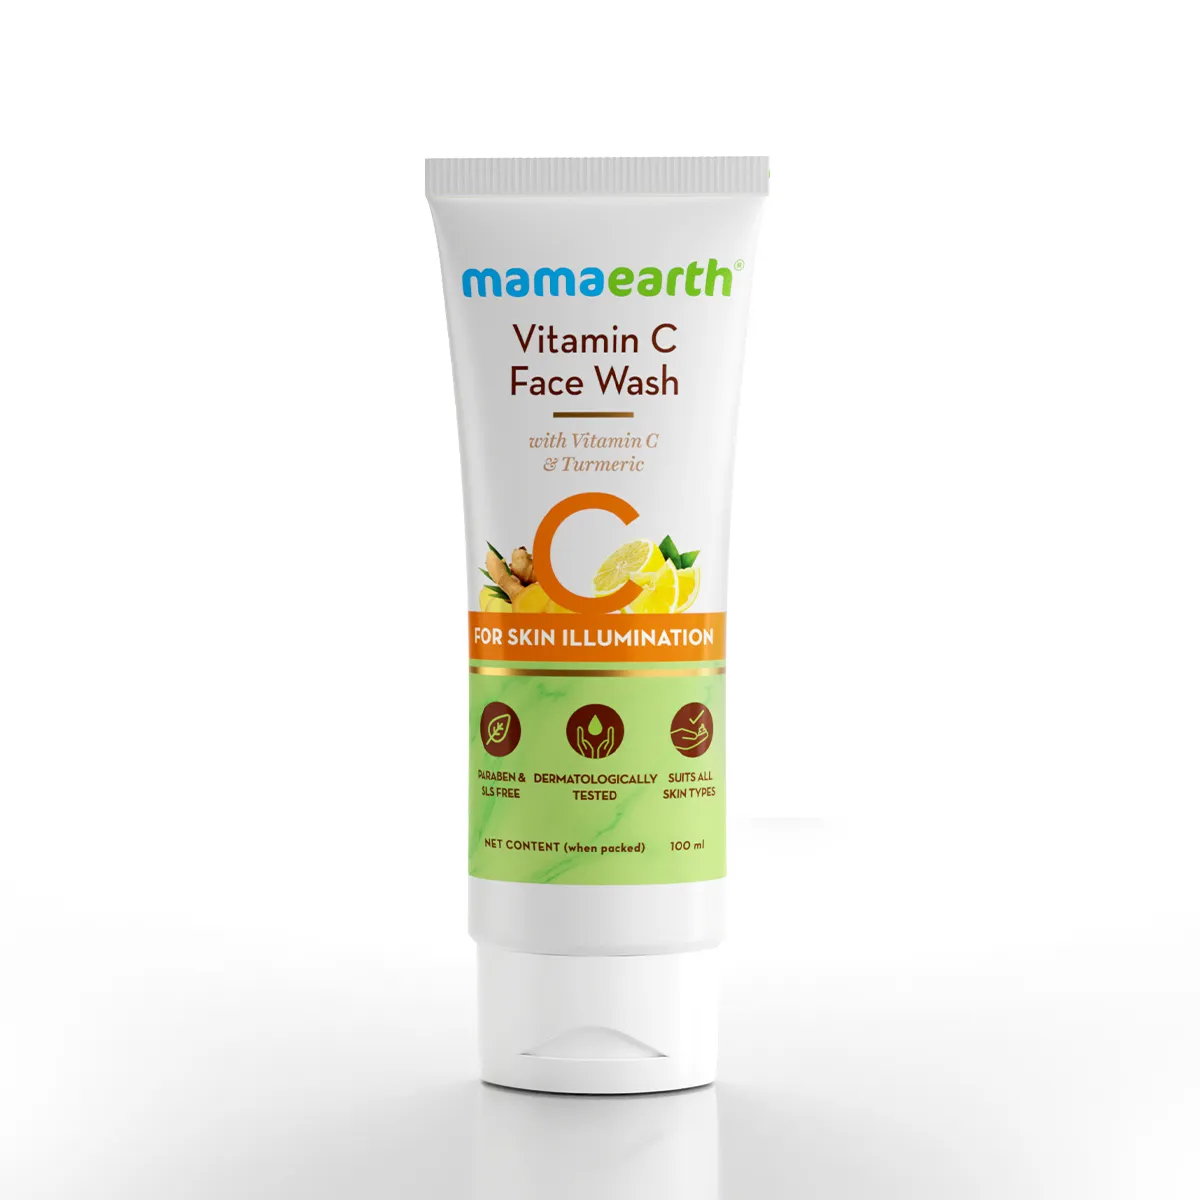 mamaearth®
Vitamin C
Face Wash
with Vitamin C
& Turmeric
C
FOR SKIN ILLUMINATION
PARABEN &
SLS FREE
DERMATOLOGICALLY
TESTED
SUITS ALL
SKIN TYPES
NET CONTENT (when packed) 100 ml